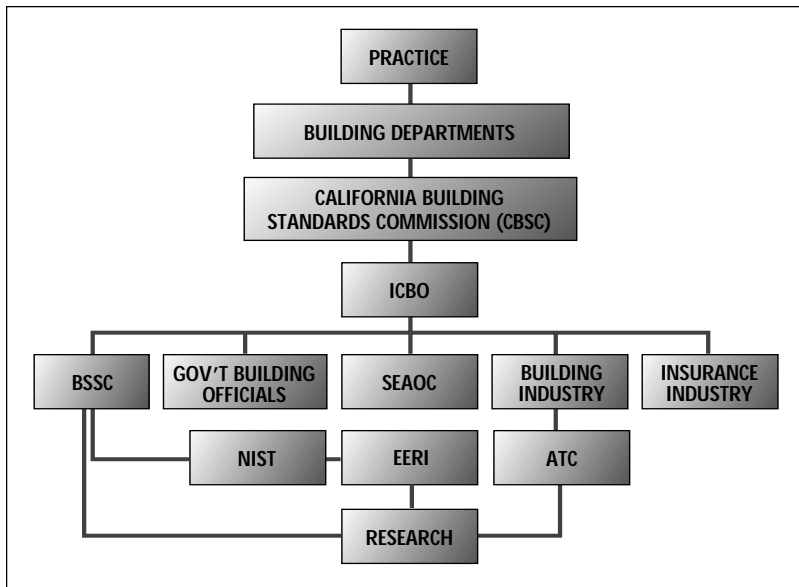 PRACTICE
BUILDING DEPARTMENTS
CALIFORNIA BUILDING
STANDARDS COMMISSION (CBSC)
ICBO
BSSC
GOV'T BUILDING
OFFICIALS
SEAOC
BUILDING
INDUSTRY
INSURANCE
INDUSTRY
NIST
EERI
ATC
RESEARCH